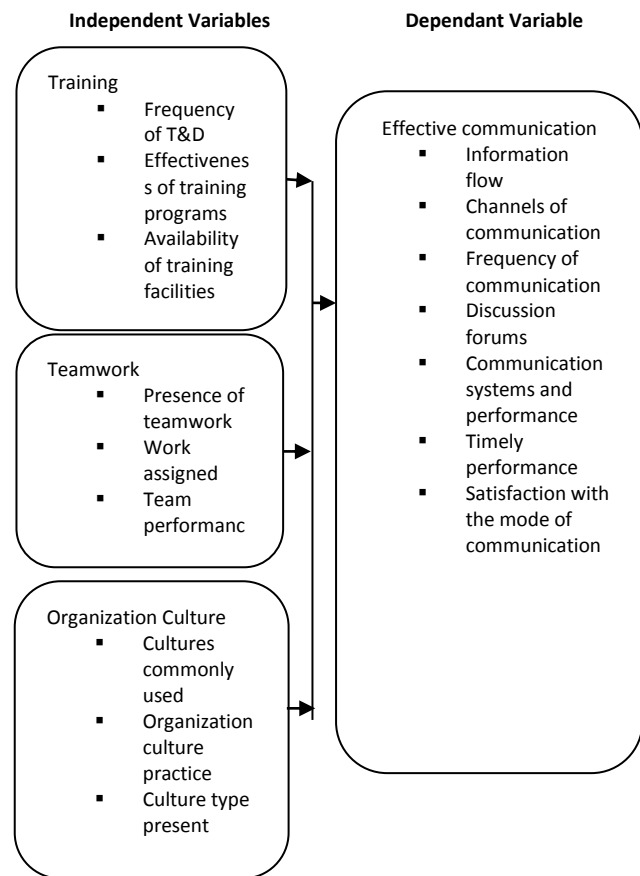 Independent Variables
Training
▪ Frequency
of T&D
▪ Effectivenes
s of training
programs
▪ Availability
of training
facilities
Teamwork
▪ Presence of
teamwork
▪ Work
assigned
▪ Team
performanc
Organization Culture
▪ Cultures
commonly
used
▪ Organization
culture
practice
▪ Culture type
present
Dependant Variable
Effective communication
▪ Information
flow
▪ Channels of
communication
▪ Frequency of
communication
▪ Discussion
forums
▪ Communication
systems and
performance
▪ Timely
performance
▪ Satisfaction with
the mode of
communication